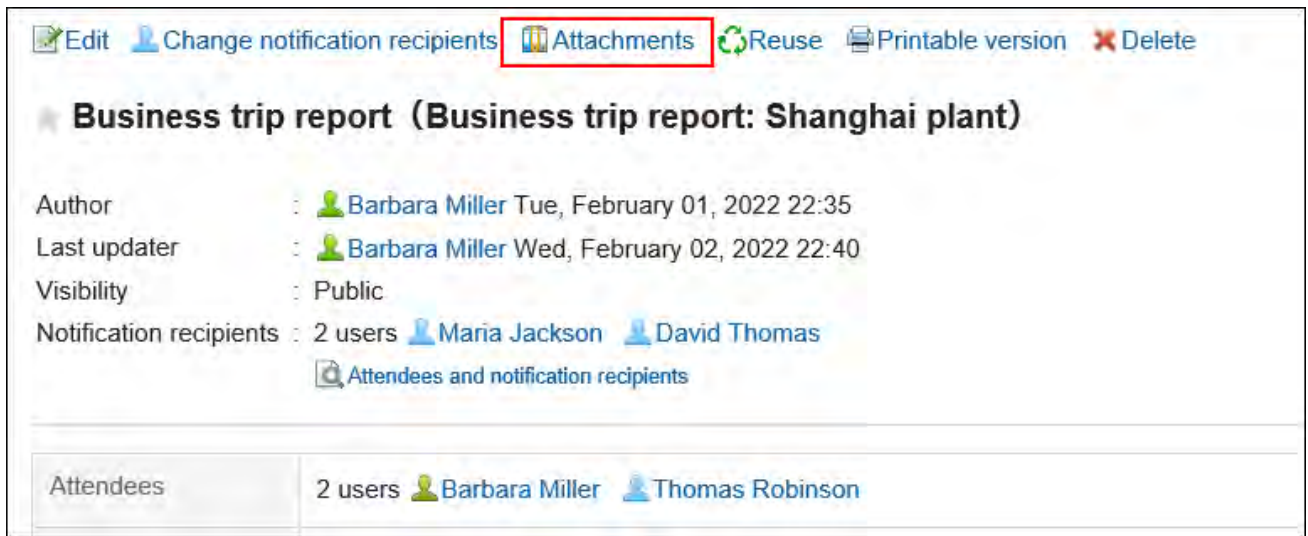 Edit Change notification recipients Attachments Reuse Printable version Delete
Business trip report（Business trip report: Shanghai plant）
Author : Barbara Miller Tue, February 01, 2022 22:35
Last updater : Barbara Miller Wed, February 02, 2022 22:40
Visibility : Public
Notification recipients : 2 users Maria Jackson David Thomas
Attendees and notification recipients
Attendees 2 users Barbara Miller Thomas Robinson